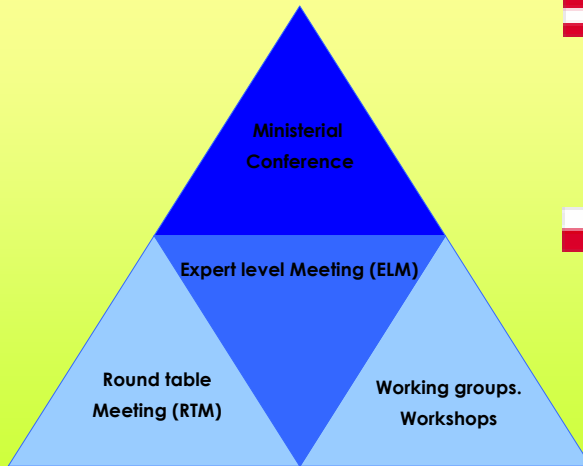 Ministerial
Conference
Expert level Meeting (ELM)
Round table
Meeting (RTM)
Working groups.
Workshops